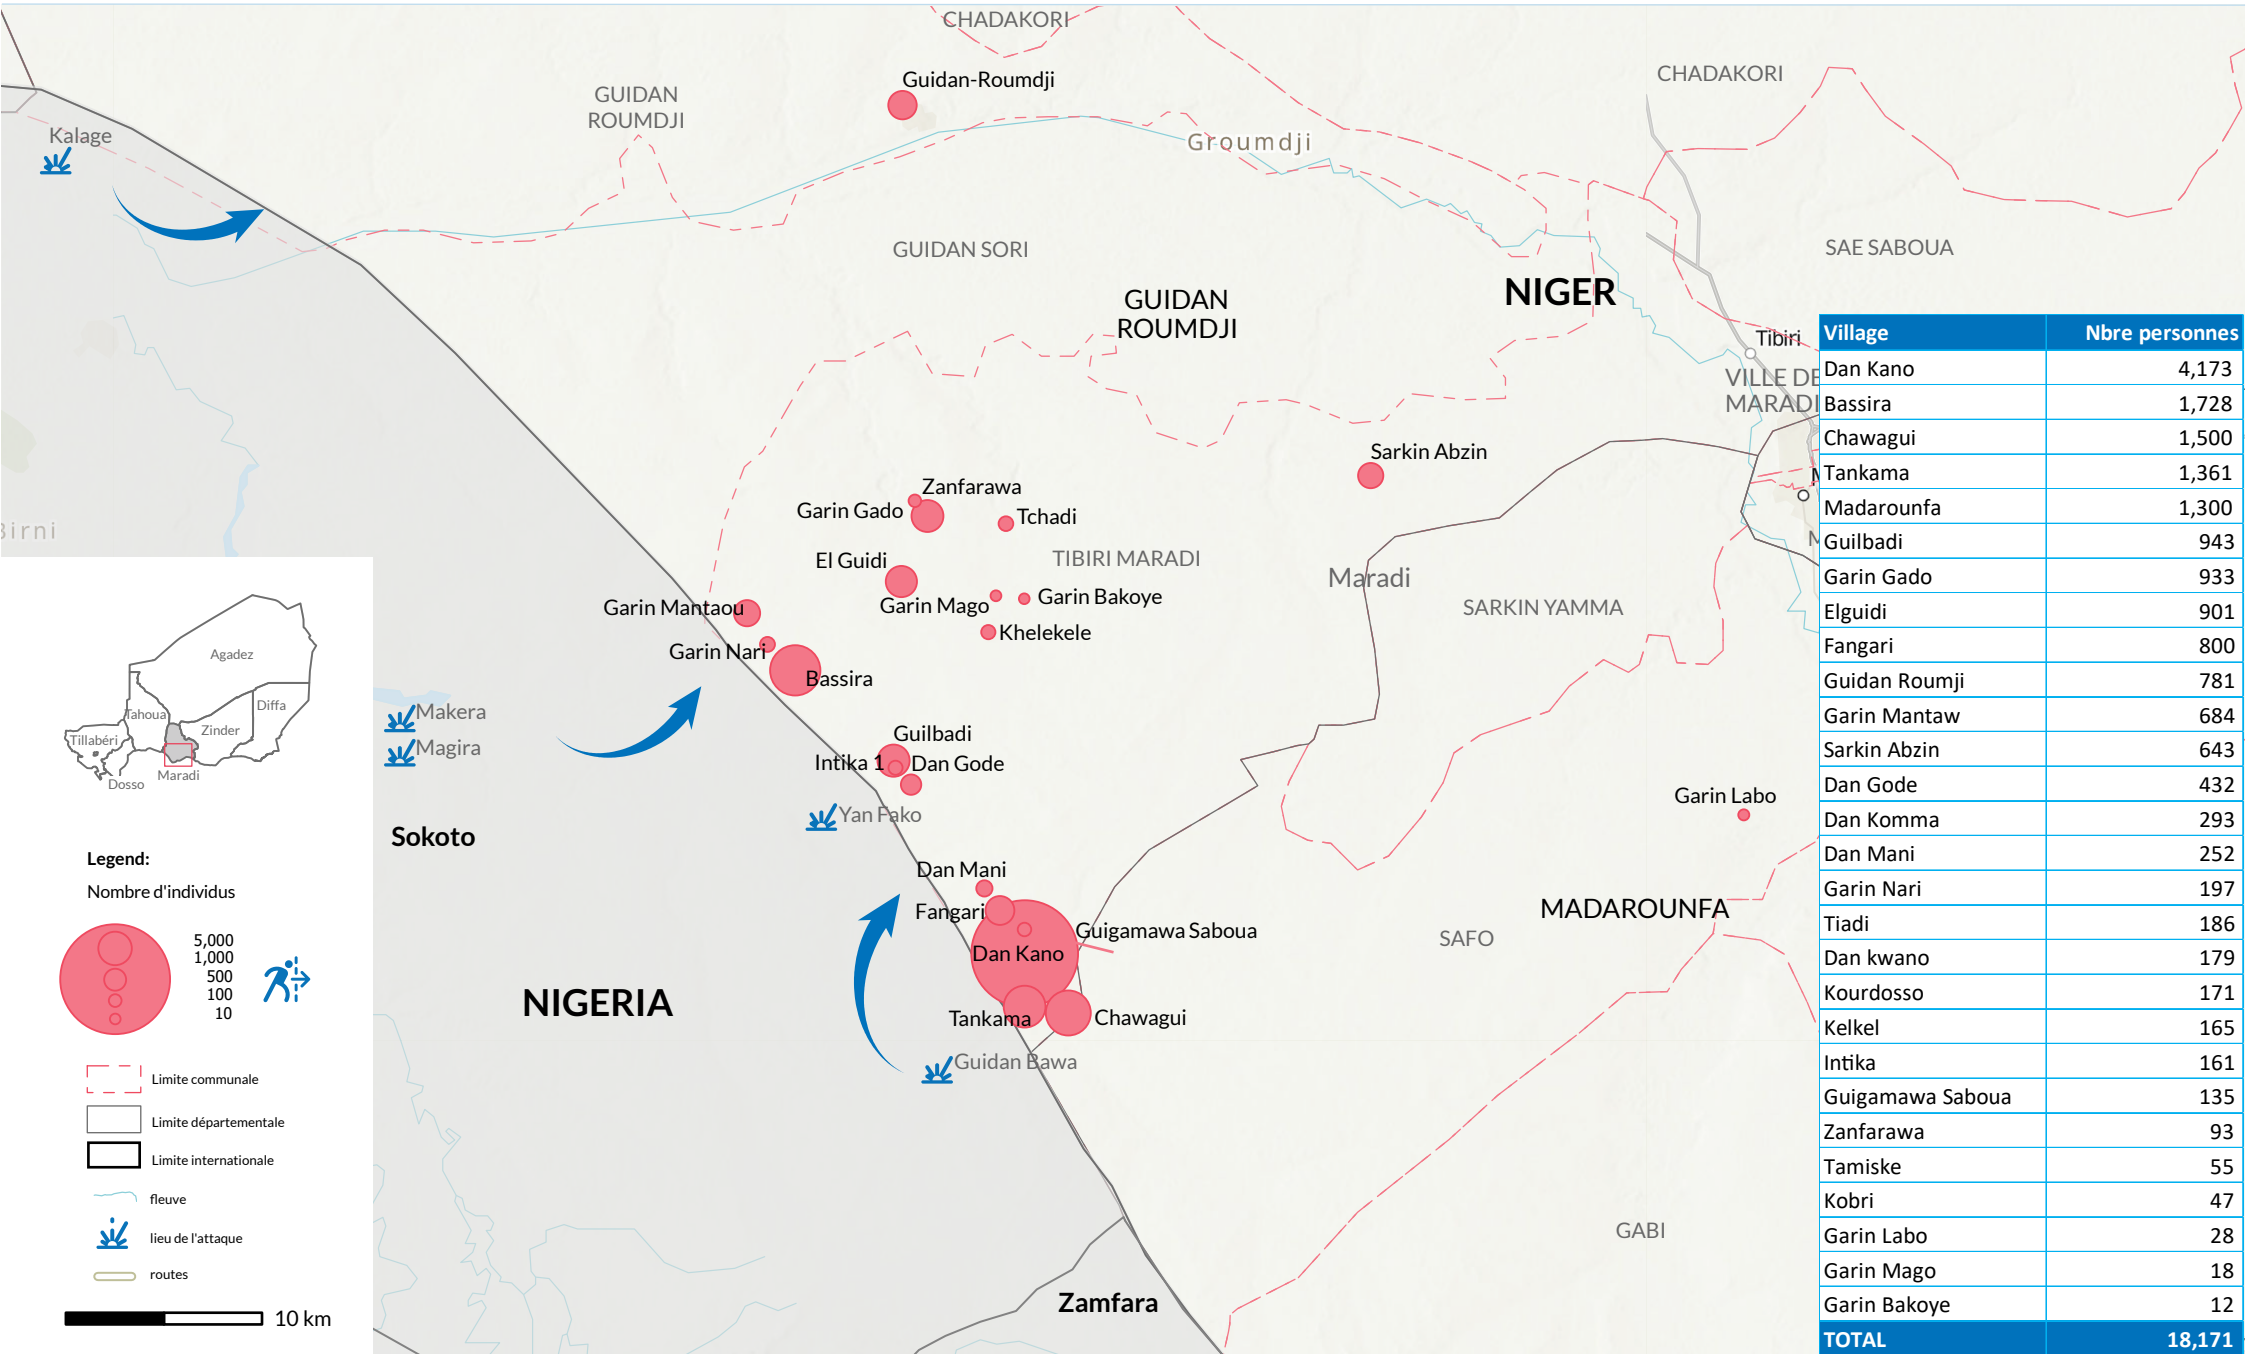 CHADAKORI
Guidan-Roumdji
CHADAKORI
GUIDAN
ROUMDJI
Kalage
Groumdji
GUIDAN SORI
SAE SABOUA
GUIDAN
ROUMDJI
NIGER
Tibiri
VILLE DE
MARADI
Sarkin Abzin
Zanfarawa
Garin Gado
Tchadi
Birni
El Guidi
TIBIRI MARADI
Maradi
Garin Mago
Garin Bakoye
Garin Mantaou
SARKIN YAMMA
Khelekele
Garin Nari
Bassira
Makera
Magira
Guilbadi
Intika 1
Dan Gode
Yan Fako
Garin Labo
Sokoto
Dan Mani
Fangari
MADAROUNFA
Guigamawa Saboua
SAFO
Dan Kano
NIGERIA
Tankama
Chawagui
Guidan Bawa
GABI
Zamfara
Agadez
Tahoua
Diffa
Zinder
Tillabéri
Maradi
Dosso
Legend:
Nombre d'individus
5,000
1,000
500
100
10
Limite communale
Limite départementale
Limite internationale
fleuve
lieu de l'attaque
routes
10 km
Village Nbre personnes
Dan Kano 4,173
Bassira 1,728
Chawagui 1,500
Tankama 1,361
Madarounfa 1,300
Guilbadi 943
Garin Gado 933
Elguidi 901
Fangari 800
Guidan Roumji 781
Garin Mantaw 684
Sarkin Abzin 643
Dan Gode 432
Dan Komma 293
Dan Mani 252
Garin Nari 197
Tiadi 186
Dan kwano 179
Kourdosso 171
Kelkel 165
Intika 161
Guigamawa Saboua 135
Zanfarawa 93
Tamiske 55
Kobri 47
Garin Labo 28
Garin Mago 18
Garin Bakoye 12
TOTAL 18,171